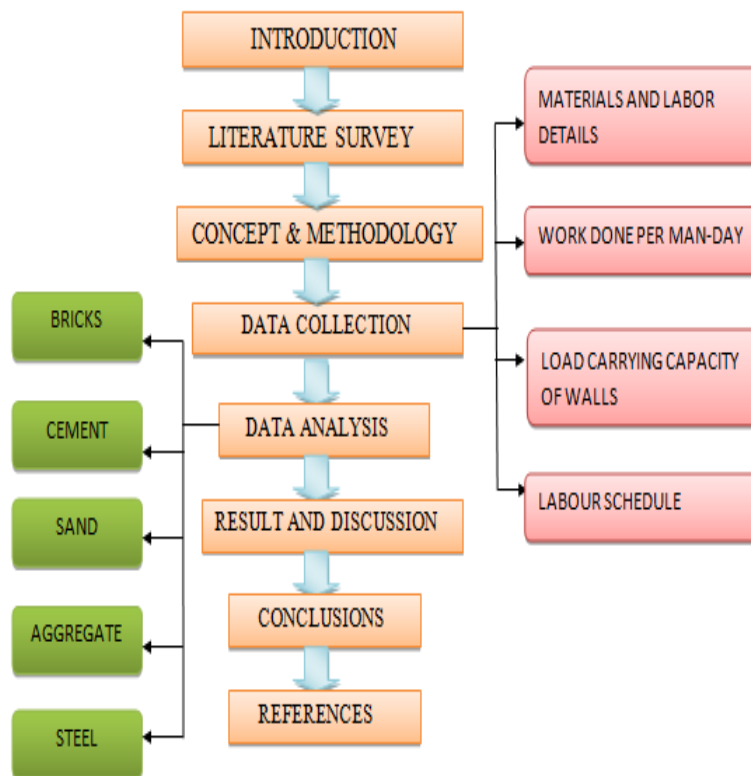 INTRODUCTION
LITERATURE SURVEY
CONCEPT & METHODOLOGY
DATA COLLECTION
DATA ANALYSIS
RESULT AND DISCUSSION
CONCLUSIONS
REFERENCES
MATERIALS AND LABOR
DETAILS
WORK DONE PER MAN-DAY
LOAD CARRYING CAPACITY
OF WALLS
LABOUR SCHEDULE
BRICKS
CEMENT
SAND
AGGREGATE
STEEL